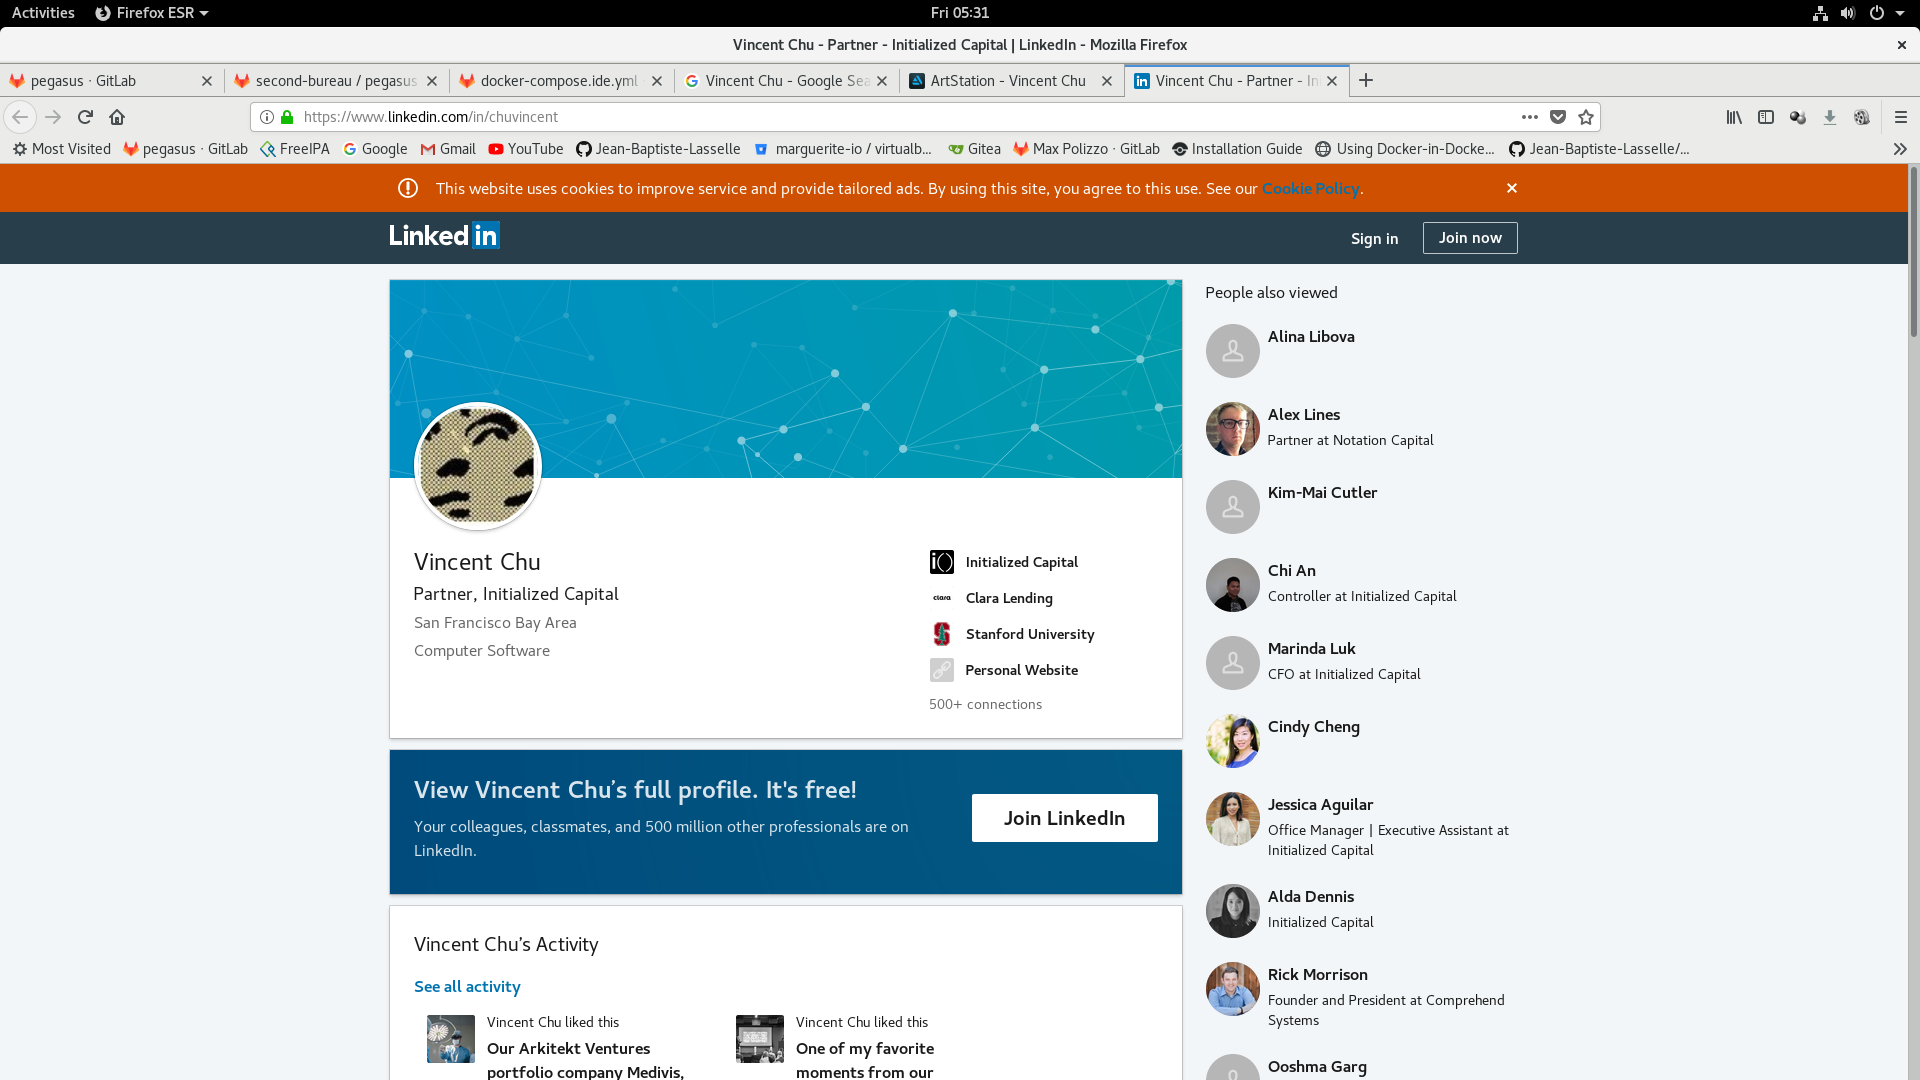 Activities Firefox ESR Fri 05:31
Vincent Chu - Partner - Initialized Capital | LinkedIn - Mozilla Firefox
pegasus · GitLab second-bureau / pegasus docker-compose.ide.yml Vincent Chu - Google Sea ArtStation - Vincent Chu Vincent Chu - Partner - In
https://www.linkedin.com/in/chuvincent
Most Visited pegasus · GitLab FreeIPA Google Gmail YouTube Jean-Baptiste-Lasselle marguerite-io / virtualb... Gitea Max Polizzo · GitLab Installation Guide Using Docker-in-Docke... Jean-Baptiste-Lasselle/...
This website uses cookies to improve service and provide tailored ads. By using this site, you agree to this use. See our Cookie Policy.
Linked in Sign in Join now
Vincent Chu
Partner, Initialized Capital
San Francisco Bay Area
Computer Software
Initialized Capital
Clara Lending
Stanford University
Personal Website
500+ connections
View Vincent Chu’s full profile. It's free!
Your colleagues, classmates, and 500 million other professionals are on
LinkedIn.
Join LinkedIn
Vincent Chu’s Activity
See all activity
Vincent Chu liked this
Our Arkitekt Ventures
portfolio company Medivis,
Vincent Chu liked this
One of my favorite
moments from our
People also viewed
Alina Libova
Alex Lines
Partner at Notation Capital
Kim-Mai Cutler
Chi An
Controller at Initialized Capital
Marinda Luk
CFO at Initialized Capital
Cindy Cheng
Jessica Aguilar
Office Manager | Executive Assistant at
Initialized Capital
Alda Dennis
Initialized Capital
Rick Morrison
Founder and President at Comprehend
Systems
Ooshma Garg